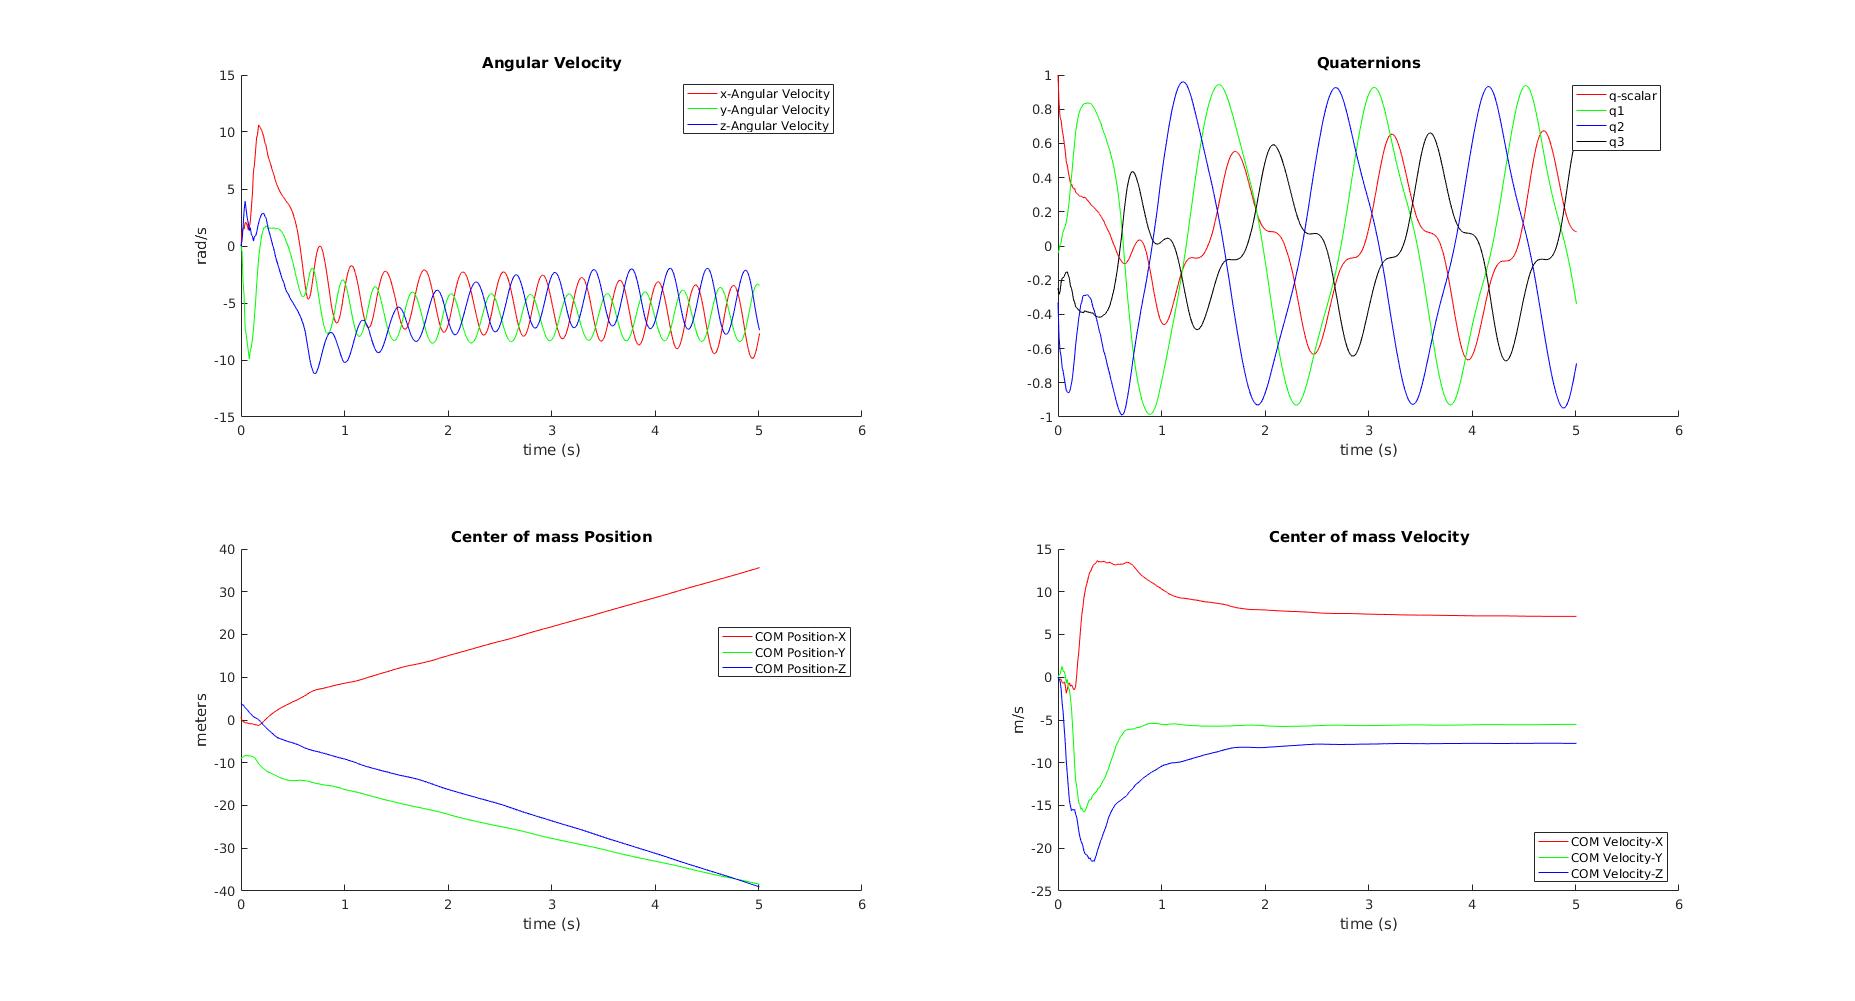 Angular Velocity
15
10
5
0
-5
-10
-15
rad/s
x-Angular Velocity
y-Angular Velocity
z-Angular Velocity
0 1 2 3 4 5 6
time (s)
Quaternions
1
0.8
0.6
0.4
0.2
0
-0.2
-0.4
-0.6
-0.8
-1
q-scalar
q1
q2
q3
0 1 2 3 4 5 6
time (s)
Center of mass Position
40
30
20
10
0
-10
-20
-30
-40
meters
COM Position-X
COM Position-Y
COM Position-Z
0 1 2 3 4 5 6
time (s)
Center of mass Velocity
15
10
5
0
-5
-10
-15
-20
-25
m/s
COM Velocity-X
COM Velocity-Y
COM Velocity-Z
0 1 2 3 4 5 6
time (s)